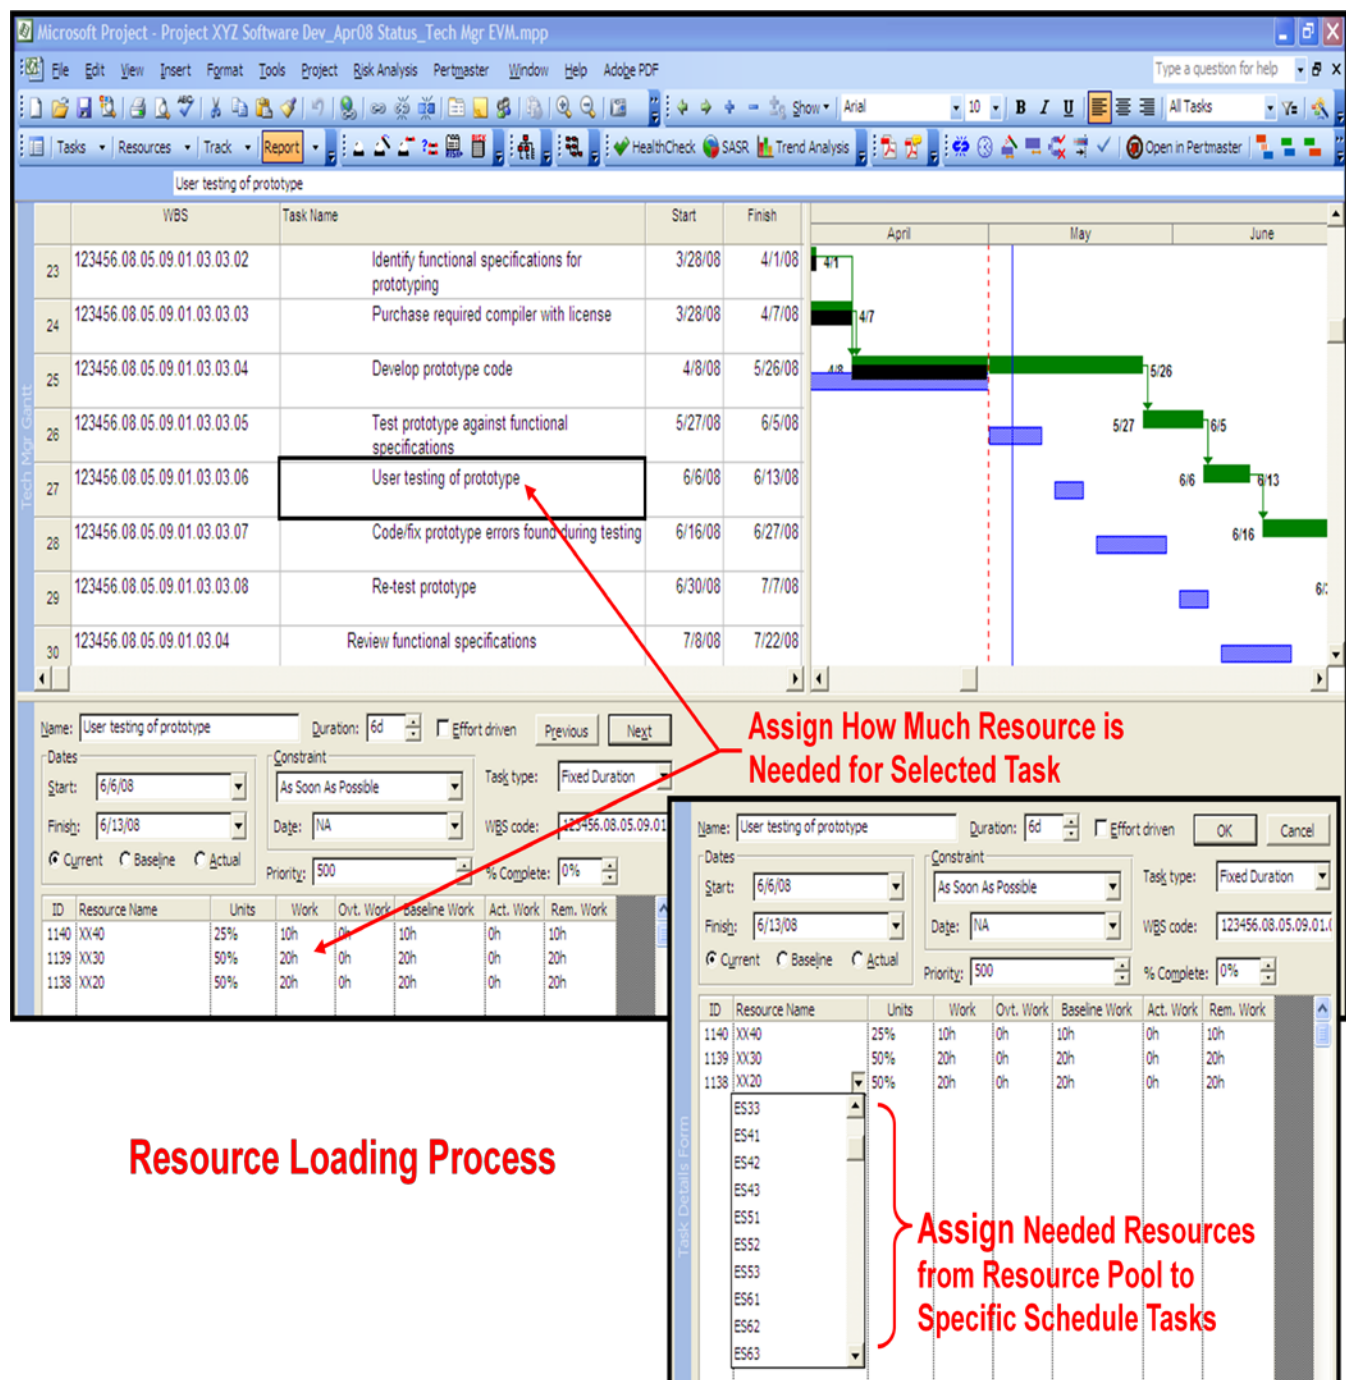 Microsoft Project - Project XYZ Software Dev_Apr08 Status_Tech Mgr EVM.mpp
File Edit View Insert Format Tools Project Risk Analysis Pertmaster Window Help Adobe PDF Type a question for help
Show Arial 10 B I U All Tasks
Tasks Resources Track Report HealthCheck SASR Trend Analysis Open in Pertmaster
User testing of prototype
WBS Task Name Start Finish
April May June
23 123456.08.05.09.01.03.03.02 Identify functional specifications for 3/28/08 4/1/08 4/1
prototyping
24 123456.08.05.09.01.03.03.03 Purchase required compiler with license 3/28/08 4/7/08 4/7
25 123456.08.05.09.01.03.03.04 Develop prototype code 4/8/08 5/26/08 4/8 5/26
26 123456.08.05.09.01.03.03.05 Test prototype against functional 5/27/08 6/5/08 5/27 6/5
specifications
27 123456.08.05.09.01.03.03.06 User testing of prototype 6/6/08 6/13/08 6/6 6/13
28 123456.08.05.09.01.03.03.07 Code/fix prototype errors found during testing 6/16/08 6/27/08 6/16
29 123456.08.05.09.01.03.03.08 Re-test prototype 6/30/08 7/7/08
30 123456.08.05.09.01.03.04 Review functional specifications 7/8/08 7/22/08
Tech Mgr Gantt
Name: User testing of prototype Duration: 6d Effort driven Previous Next
Dates Constraint
Start: 6/6/08 As Soon As Possible Task type: Fixed Duration
Finish: 6/13/08 Date: NA WBS code: 123456.08.05.09.01
Current Baseline Actual Priority: 500 % Complete: 0%
ID Resource Name Units Work Ovt. Work Baseline Work Act. Work Rem. Work
1140 XX40 25% 10h 0h 10h 0h 10h
1139 XX30 50% 20h 0h 20h 0h 20h
1138 XX20 50% 20h 0h 20h 0h 20h
Assign How Much Resource is
Needed for Selected Task
Name: User testing of prototype Duration: 6d Effort driven OK Cancel
Dates Constraint
Start: 6/6/08 As Soon As Possible Task type: Fixed Duration
Finish: 6/13/08 Date: NA WBS code: 123456.08.05.09.01.
Current Baseline Actual Priority: 500 % Complete: 0%
ID Resource Name Units Work Ovt. Work Baseline Work Act. Work Rem. Work
1140 XX40 25% 10h 0h 10h 0h 10h
1139 XX30 50% 20h 0h 20h 0h 20h
1138 XX20 50% 20h 0h 20h 0h 20h
ES33
ES41
ES42
ES43
ES51
ES52
ES53
ES61
ES62
ES63
Task Details Form
Resource Loading Process
Assign Needed Resources
from Resource Pool to
Specific Schedule Tasks